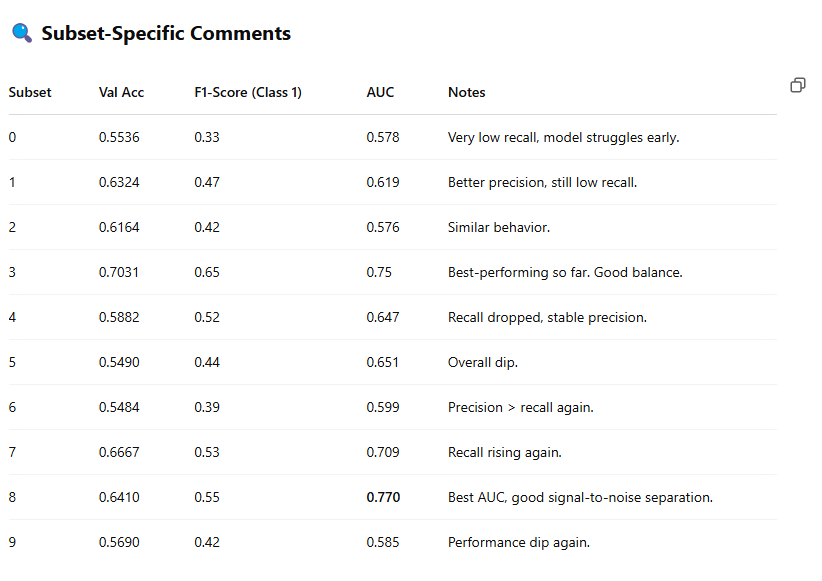 🔍 Subset-Specific Comments
Subset Val Acc F1-Score (Class 1) AUC Notes
0 0.5536 0.33 0.578 Very low recall, model struggles early.
1 0.6324 0.47 0.619 Better precision, still low recall.
2 0.6164 0.42 0.576 Similar behavior.
3 0.7031 0.65 0.75 Best-performing so far. Good balance.
4 0.5882 0.52 0.647 Recall dropped, stable precision.
5 0.5490 0.44 0.651 Overall dip.
6 0.5484 0.39 0.599 Precision > recall again.
7 0.6667 0.53 0.709 Recall rising again.
8 0.6410 0.55 0.770 Best AUC, good signal-to-noise separation.
9 0.5690 0.42 0.585 Performance dip again.